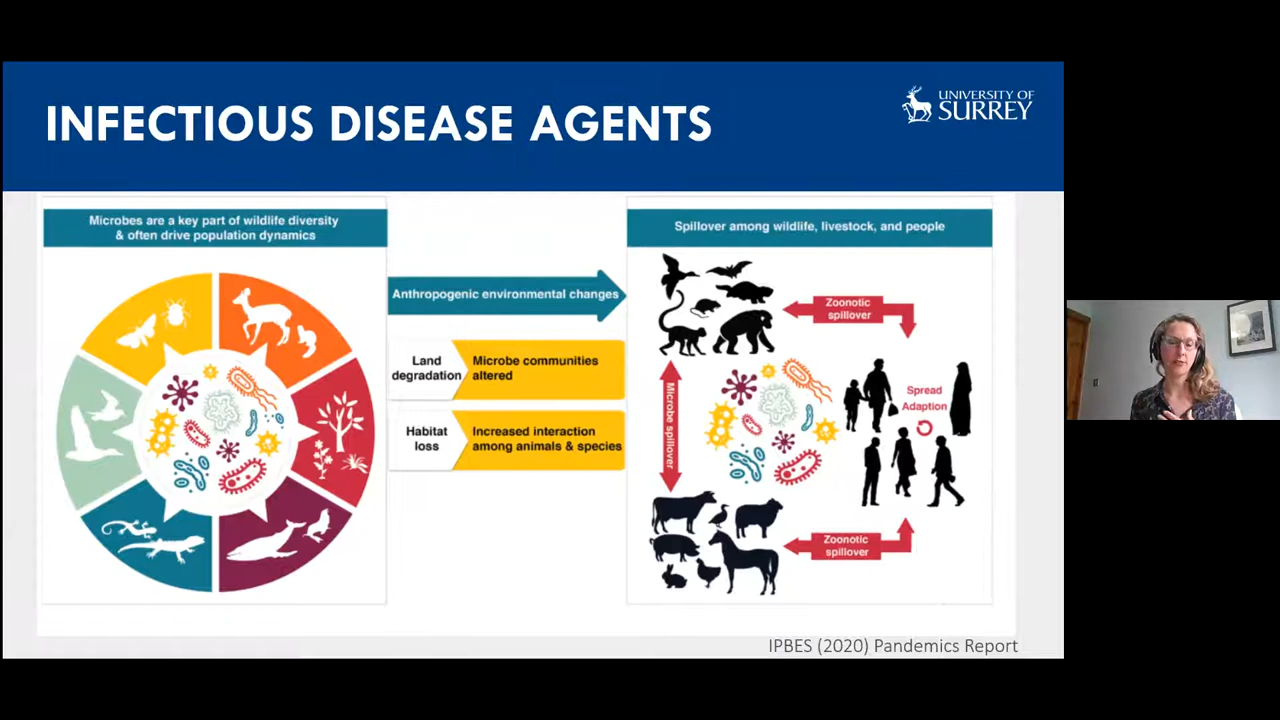 INFECTIOUS DISEASE AGENTS
UNIVERSITY OF
SURREY
Microbes are a key part of wildlife diversity
& often drive population dynamics
Anthropogenic environmental changes
Land
degradation
Microbe communities
altered
Habitat
loss
Increased interaction
among animals & species
Spillover among wildlife, livestock, and people
Zoonotic
spillover
Microbe spillover
Spread
Adaption
Zoonotic
spillover
IPBES (2020) Pandemics Report